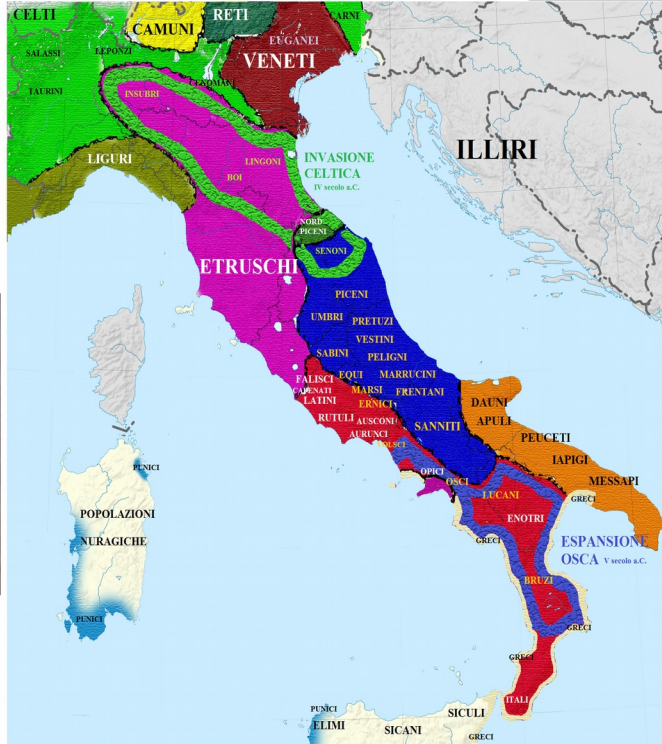 CELTI
RETI
CARNI
CAMUNI
EUGANEI
LEPONZI
SALASSI
VENETI
CENOMANI
TAURINI
INSUBRI
ILLIRI
LIGURI
LINGONI
INVASIONE
CELTICA
IV secolo a.C.
BOI
NORD
PICENI
SENONI
ETRUSCHI
PICENI
UMBRI
PRETUZI
VESTINI
SABINI
PELIGNI
EQUI
MARRUCINI
FALISCI
CAPENATI
MARSI
FRENTANI
LATINI
ERNICI
DAUNI
RUTULI
AUSCONI
APULI
SANNITI
AURUNCI
PEUCETI
VOLSCI
IAPIGI
PUNICI
OPICI
OSCI
MESSAPI
LUCANI
GRECI
POPOLAZIONI
ENOTRI
NURAGICHE
GRECI
ESPANSIONE
OSCA V secolo a.C.
BRUZI
PUNICI
GRECI
GRECI
ITALI
PUNICI
SICULI
ELIMI
SICANI
GRECI